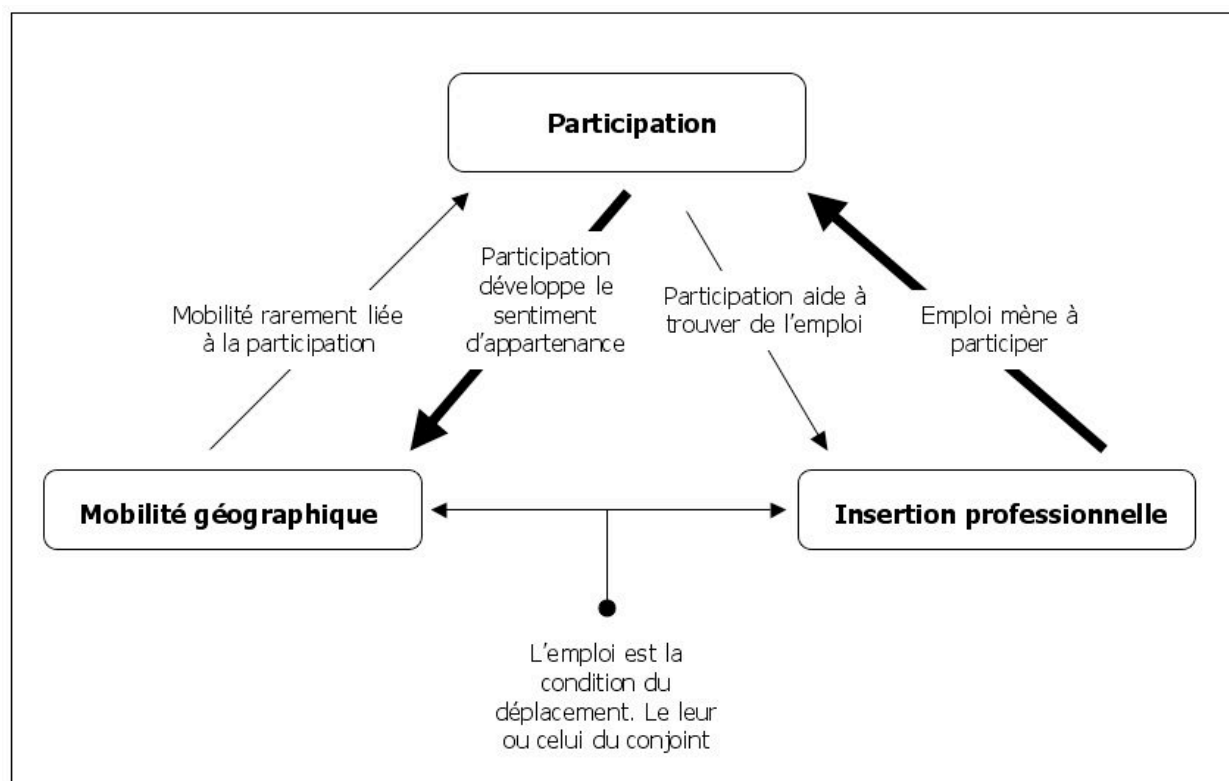 Participation
Mobilité rarement liée
à la participation
Participation
développe le
sentiment
d'appartenance
Participation aide à
trouver de l'emploi
Emploi mène à
participer
Mobilité géographique
Insertion professionnelle
L'emploi est la
condition du
déplacement. Le leur
ou celui du conjoint